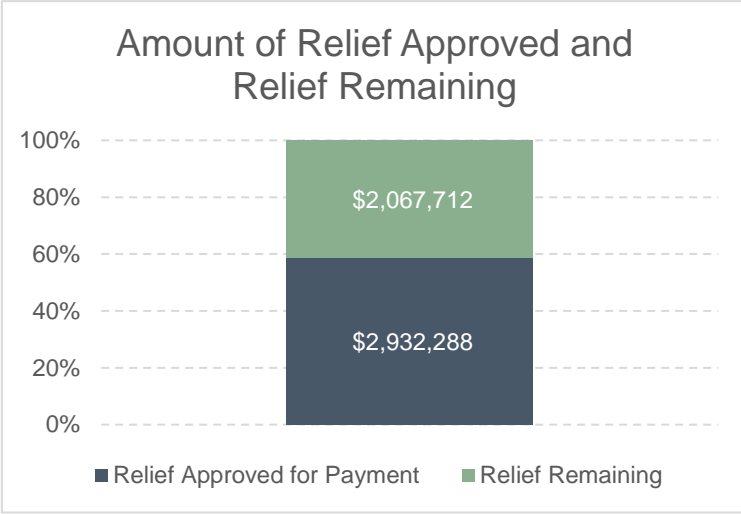 Amount of Relief Approved and
Relief Remaining
100%
80%
60%
40%
20%
0%
$2,067,712
$2,932,288
Relief Approved for Payment
Relief Remaining